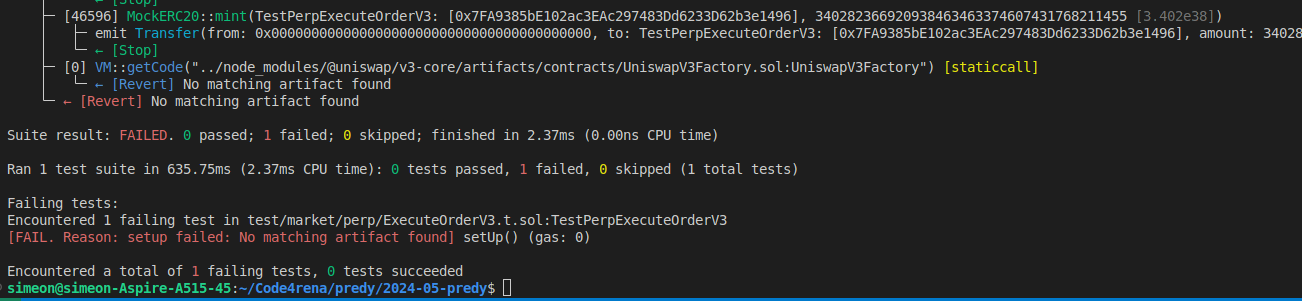 ← [Stop]
[46596] MockERC20::mint(TestPerpExecuteOrderV3: [0x7FA9385bE102ac3EAc297483Dd6233D62b3e1496], 340282366920938463463374607431768211455 [3.402e38])
emit Transfer(from: 0x0000000000000000000000000000000000000000, to: TestPerpExecuteOrderV3: [0x7FA9385bE102ac3EAc297483Dd6233D62b3e1496], amount: 34028
← [Stop]
[0] VM::getCode("../node_modules/@uniswap/v3-core/artifacts/contracts/UniswapV3Factory.sol:UniswapV3Factory") [staticcall]
← [Revert] No matching artifact found
← [Revert] No matching artifact found
Suite result: FAILED. 0 passed; 1 failed; 0 skipped; finished in 2.37ms (0.00ns CPU time)
Ran 1 test suite in 635.75ms (2.37ms CPU time): 0 tests passed, 1 failed, 0 skipped (1 total tests)
Failing tests:
Encountered 1 failing test in test/market/perp/ExecuteOrderV3.t.sol:TestPerpExecuteOrderV3
[FAIL. Reason: setup failed: No matching artifact found] setUp() (gas: 0)
Encountered a total of 1 failing tests, 0 tests succeeded
simeon@simeon-Aspire-A515-45:~/Code4rena/predy/2024-05-predy$